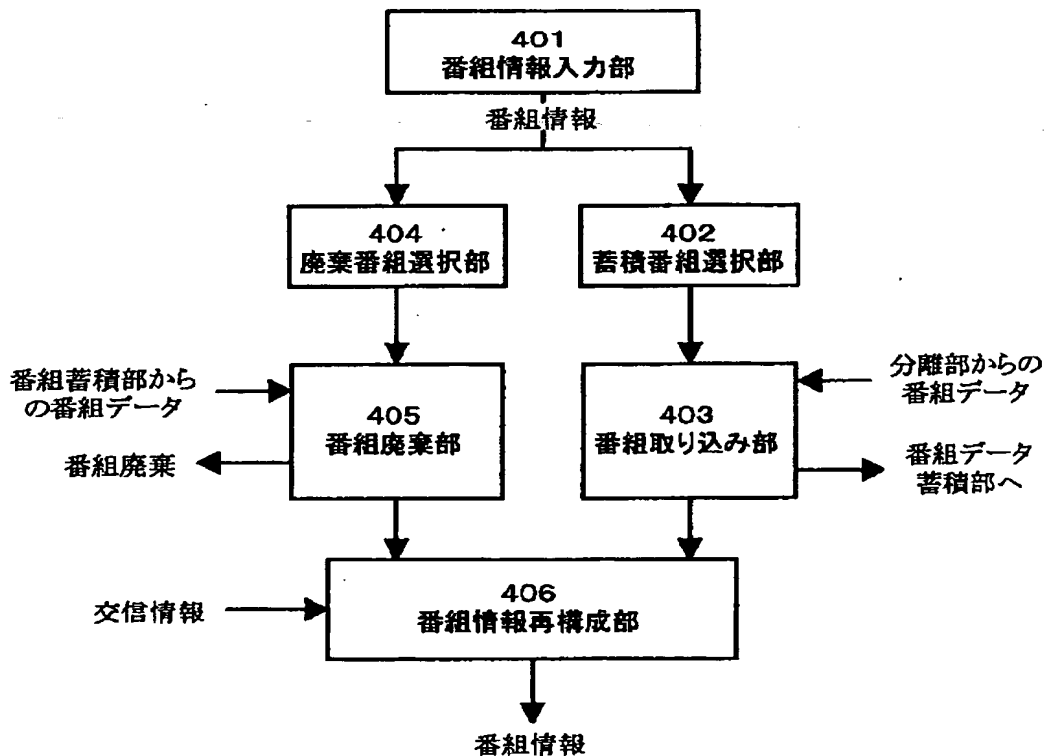 401
番組情報入力部
番組情報
404
廃棄番組選択部
402
蓄積番組選択部
番組蓄積部から
の番組データ
405
番組廃棄部
番組廃棄
分離部からの
番組データ
403
番組取り込み部
番組データ
蓄積部へ
交信情報
406
番組情報再構成部
番組情報